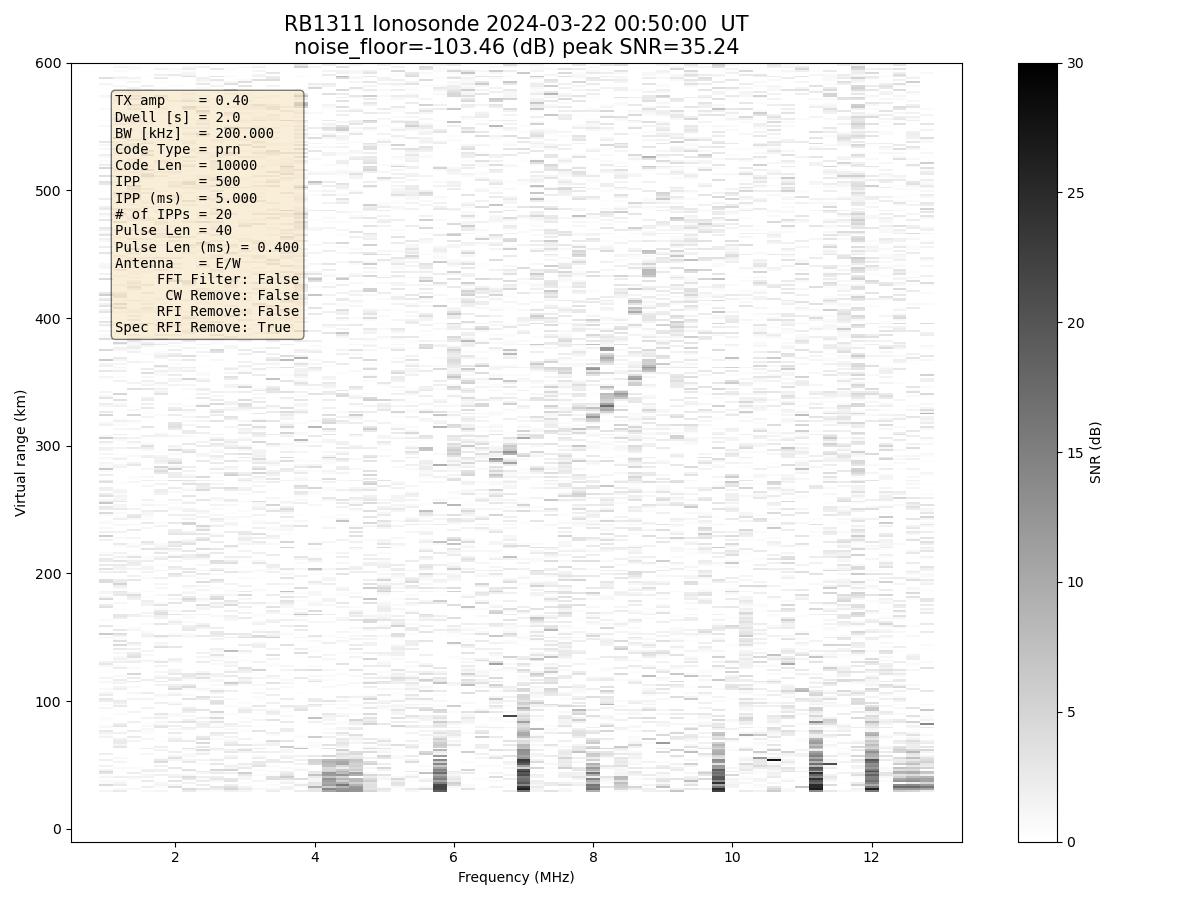 RB1311 Ionosonde 2024-03-22 00:50:00  UT
noise_floor=-103.46 (dB) peak SNR=35.24
TX amp    = 0.40
Dwell [s] = 2.0
BW [kHz]  = 200.000
Code Type = prn
Code Len  = 10000
IPP       = 500
IPP (ms)  = 5.000
# of IPPs = 20
Pulse Len = 40
Pulse Len (ms) = 0.400
Antenna   = E/W
FFT Filter: False
CW Remove: False
RFI Remove: False
Spec RFI Remove: True
600
500
400
300
200
100
0
Virtual range (km)
2
4
6
8
10
12
Frequency (MHz)
30
25
20
15
10
5
0
SNR (dB)